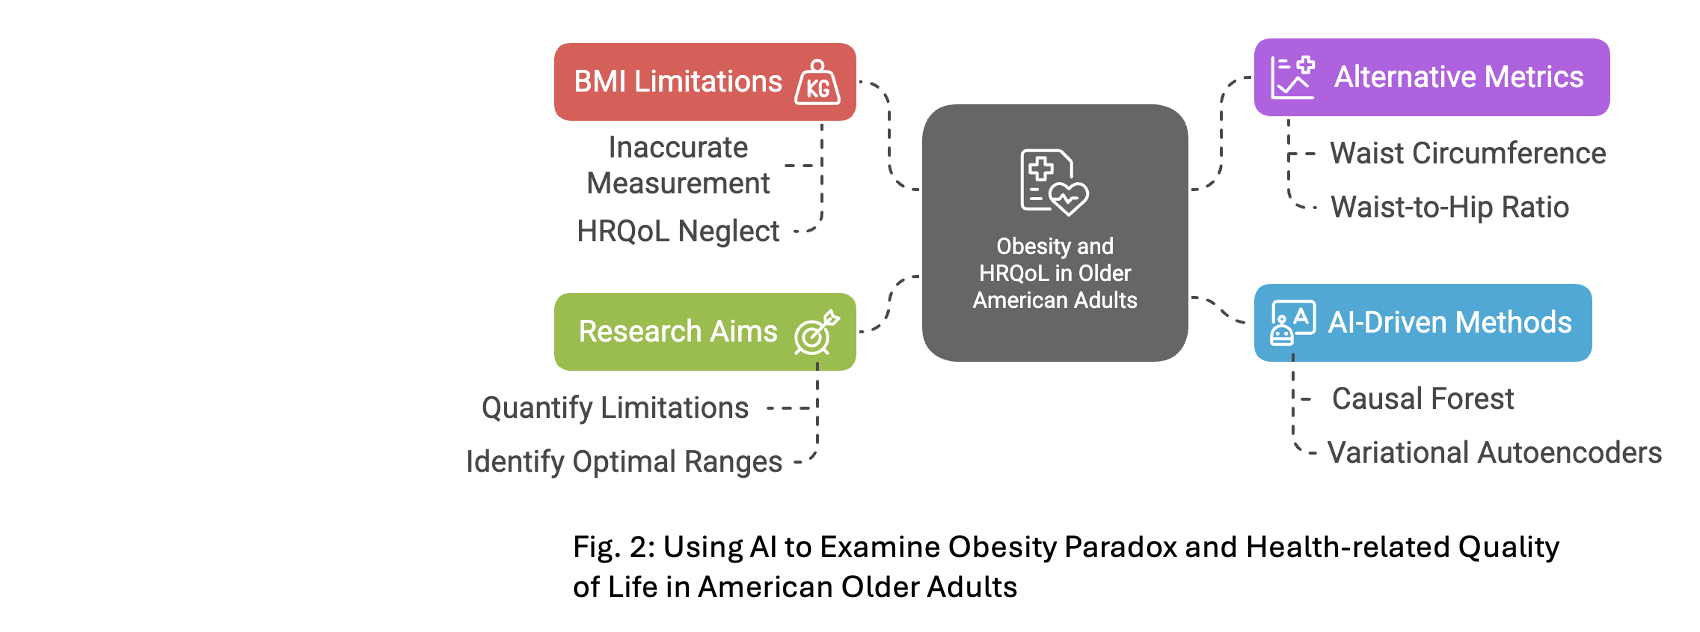 BMI Limitations
KG
Inaccurate
Measurement
HRQoL Neglect
Research Aims
Quantify Limitations
Identify Optimal Ranges
Obesity and
HRQoL in Older
American Adults
Alternative Metrics
Waist Circumference
Waist-to-Hip Ratio
A
AI-Driven Methods
Causal Forest
Variational Autoencoders
Fig. 2: Using AI to Examine Obesity Paradox and Health-related Quality
of Life in American Older Adults